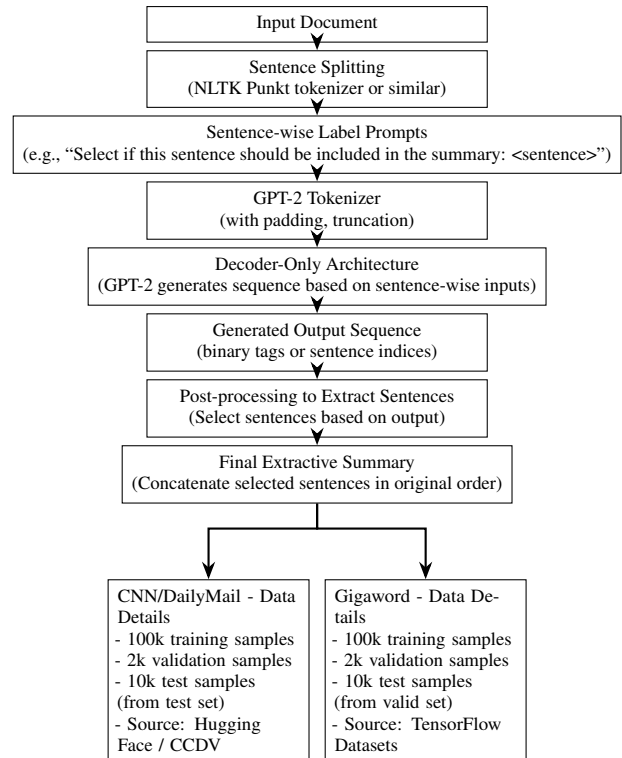 Input Document
Sentence Splitting
(NLTK Punkt tokenizer or similar)
Sentence-wise Label Prompts
(e.g., “Select if this sentence should be included in the summary: <sentence>”)
GPT-2 Tokenizer
(with padding, truncation)
Decoder-Only Architecture
(GPT-2 generates sequence based on sentence-wise inputs)
Generated Output Sequence
(binary tags or sentence indices)
Post-processing to Extract Sentences
(Select sentences based on output)
Final Extractive Summary
(Concatenate selected sentences in original order)
CNN/DailyMail - Data
Details
- 100k training samples
- 2k validation samples
- 10k test samples
(from test set)
- Source: Hugging
Face / CCDV
Gigaword - Data De-
tails
- 100k training samples
- 2k validation samples
- 10k test samples
(from valid set)
- Source: TensorFlow
Datasets